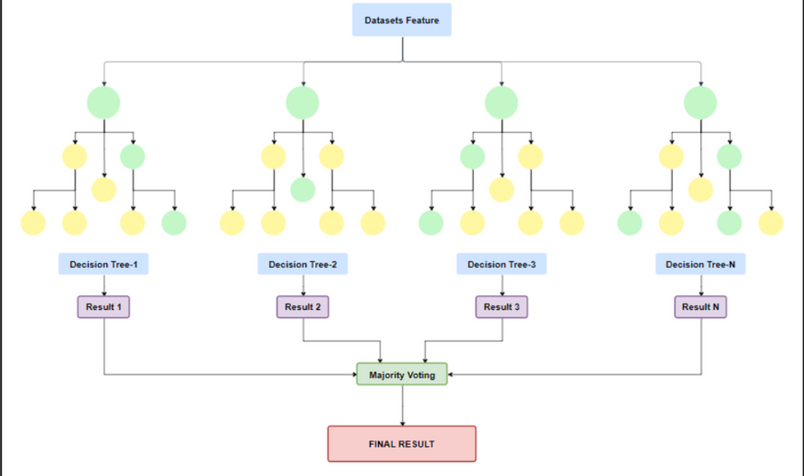 Datasets Feature
Decision Tree-1
Decision Tree-2
Decision Tree-3
Decision Tree-N
Result 1
Result 2
Result 3
Result N
Majority Voting
FINAL RESULT